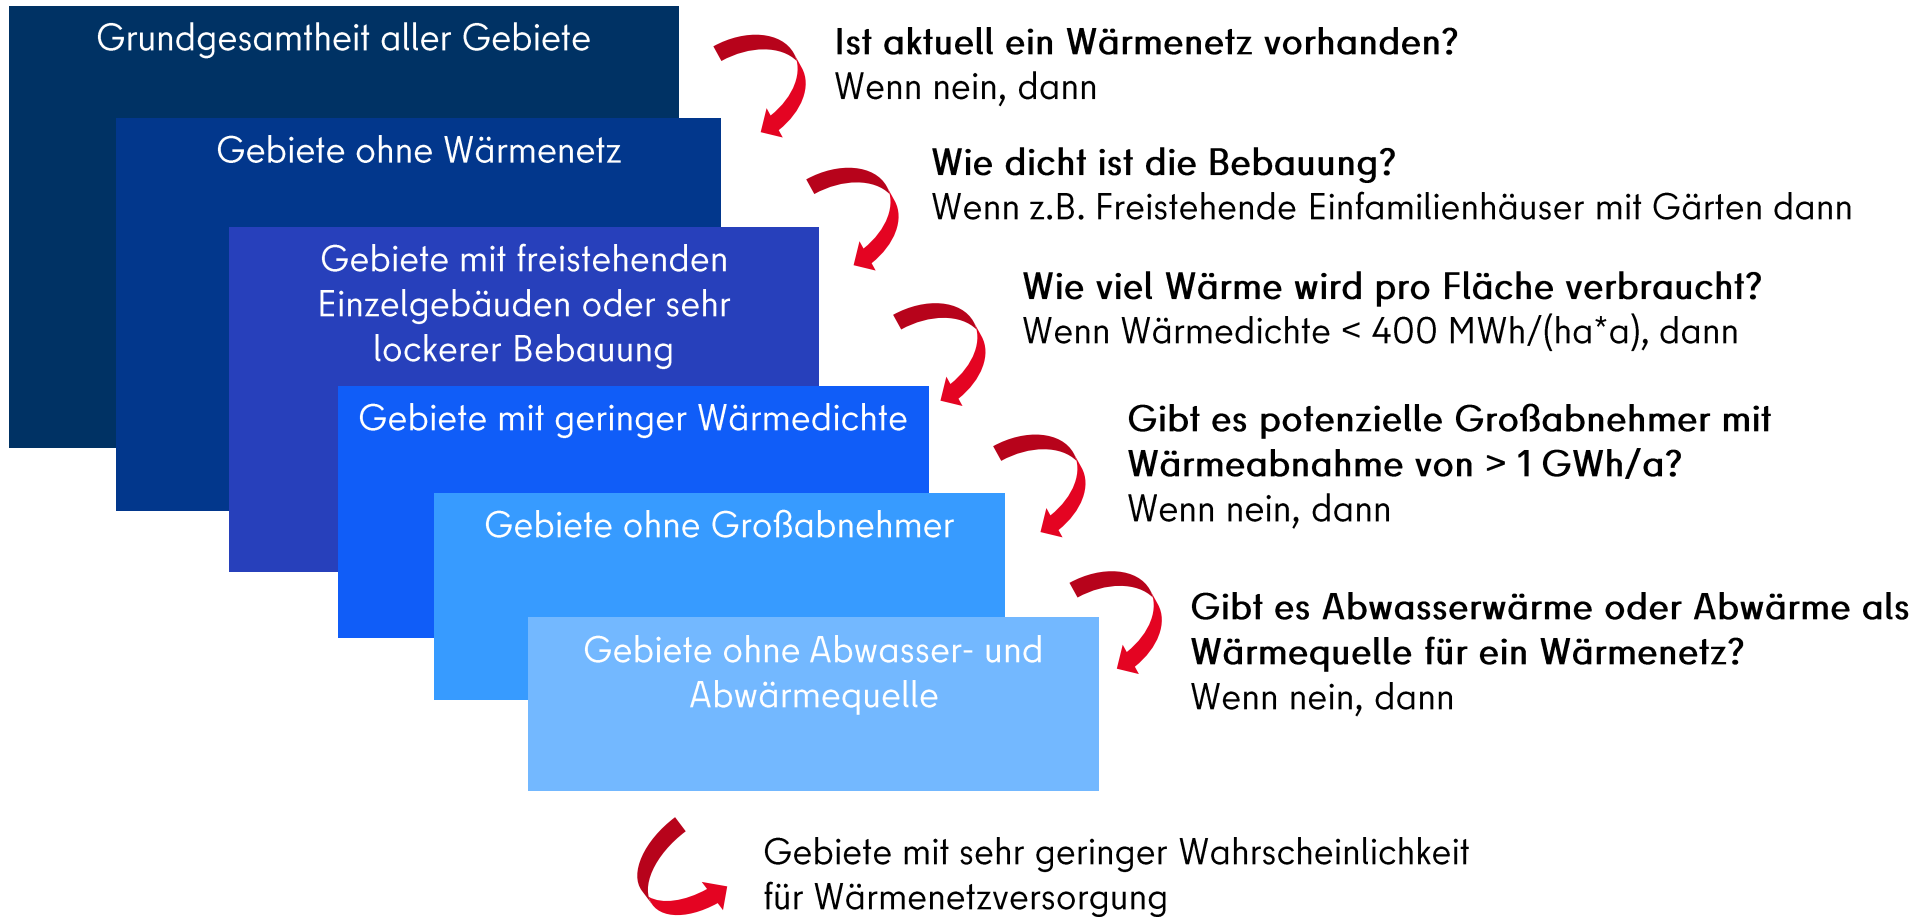 Grundgesamtheit aller Gebiete
Ist aktuell ein Wärmenetz vorhanden?
Wenn nein, dann
Gebiete ohne Wärmenetz
Wie dicht ist die Bebauung?
Wenn z.B. Freistehende Einfamilienhäuser mit Gärten dann
Gebiete mit freistehenden
Einzelgebäuden oder sehr
lockerer Bebauung
Wie viel Wärme wird pro Fläche verbraucht?
Wenn Wärmedichte < 400 MWh/(ha*a), dann
Gebiete mit geringer Wärmedichte
Gibt es potenzielle Großabnehmer mit
Wärmeabnahme von > 1 GWh/a?
Wenn nein, dann
Gebiete ohne Großabnehmer
Gibt es Abwasserwärme oder Abwärme als
Wärmequelle für ein Wärmenetz?
Wenn nein, dann
Gebiete ohne Abwasser- und
Abwärmequelle
Gebiete mit sehr geringer Wahrscheinlichkeit
für Wärmenetzversorgung